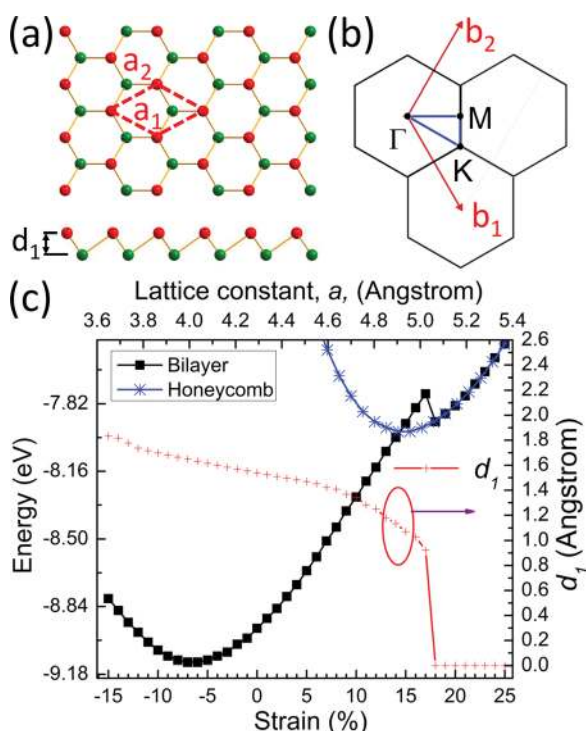 (a)
a₂
a₁
d₁
(b)
b₂
Γ
M
K
b₁
(c)
Lattice constant, a, (Angstrom)
3.6 3.8 4.0 4.2 4.4 4.6 4.8 5.0 5.2 5.4
Bilayer
Honeycomb
d₁
Energy (eV)
-7.82
-8.16
-8.50
-8.84
-9.18
2.6
2.4
2.2
2.0
1.8
1.6
1.4
1.2
1.0
0.8
0.6
0.4
0.2
0.0
d₁ (Angstrom)
-15 -10 -5 0 5 10 15 20 25
Strain (%)